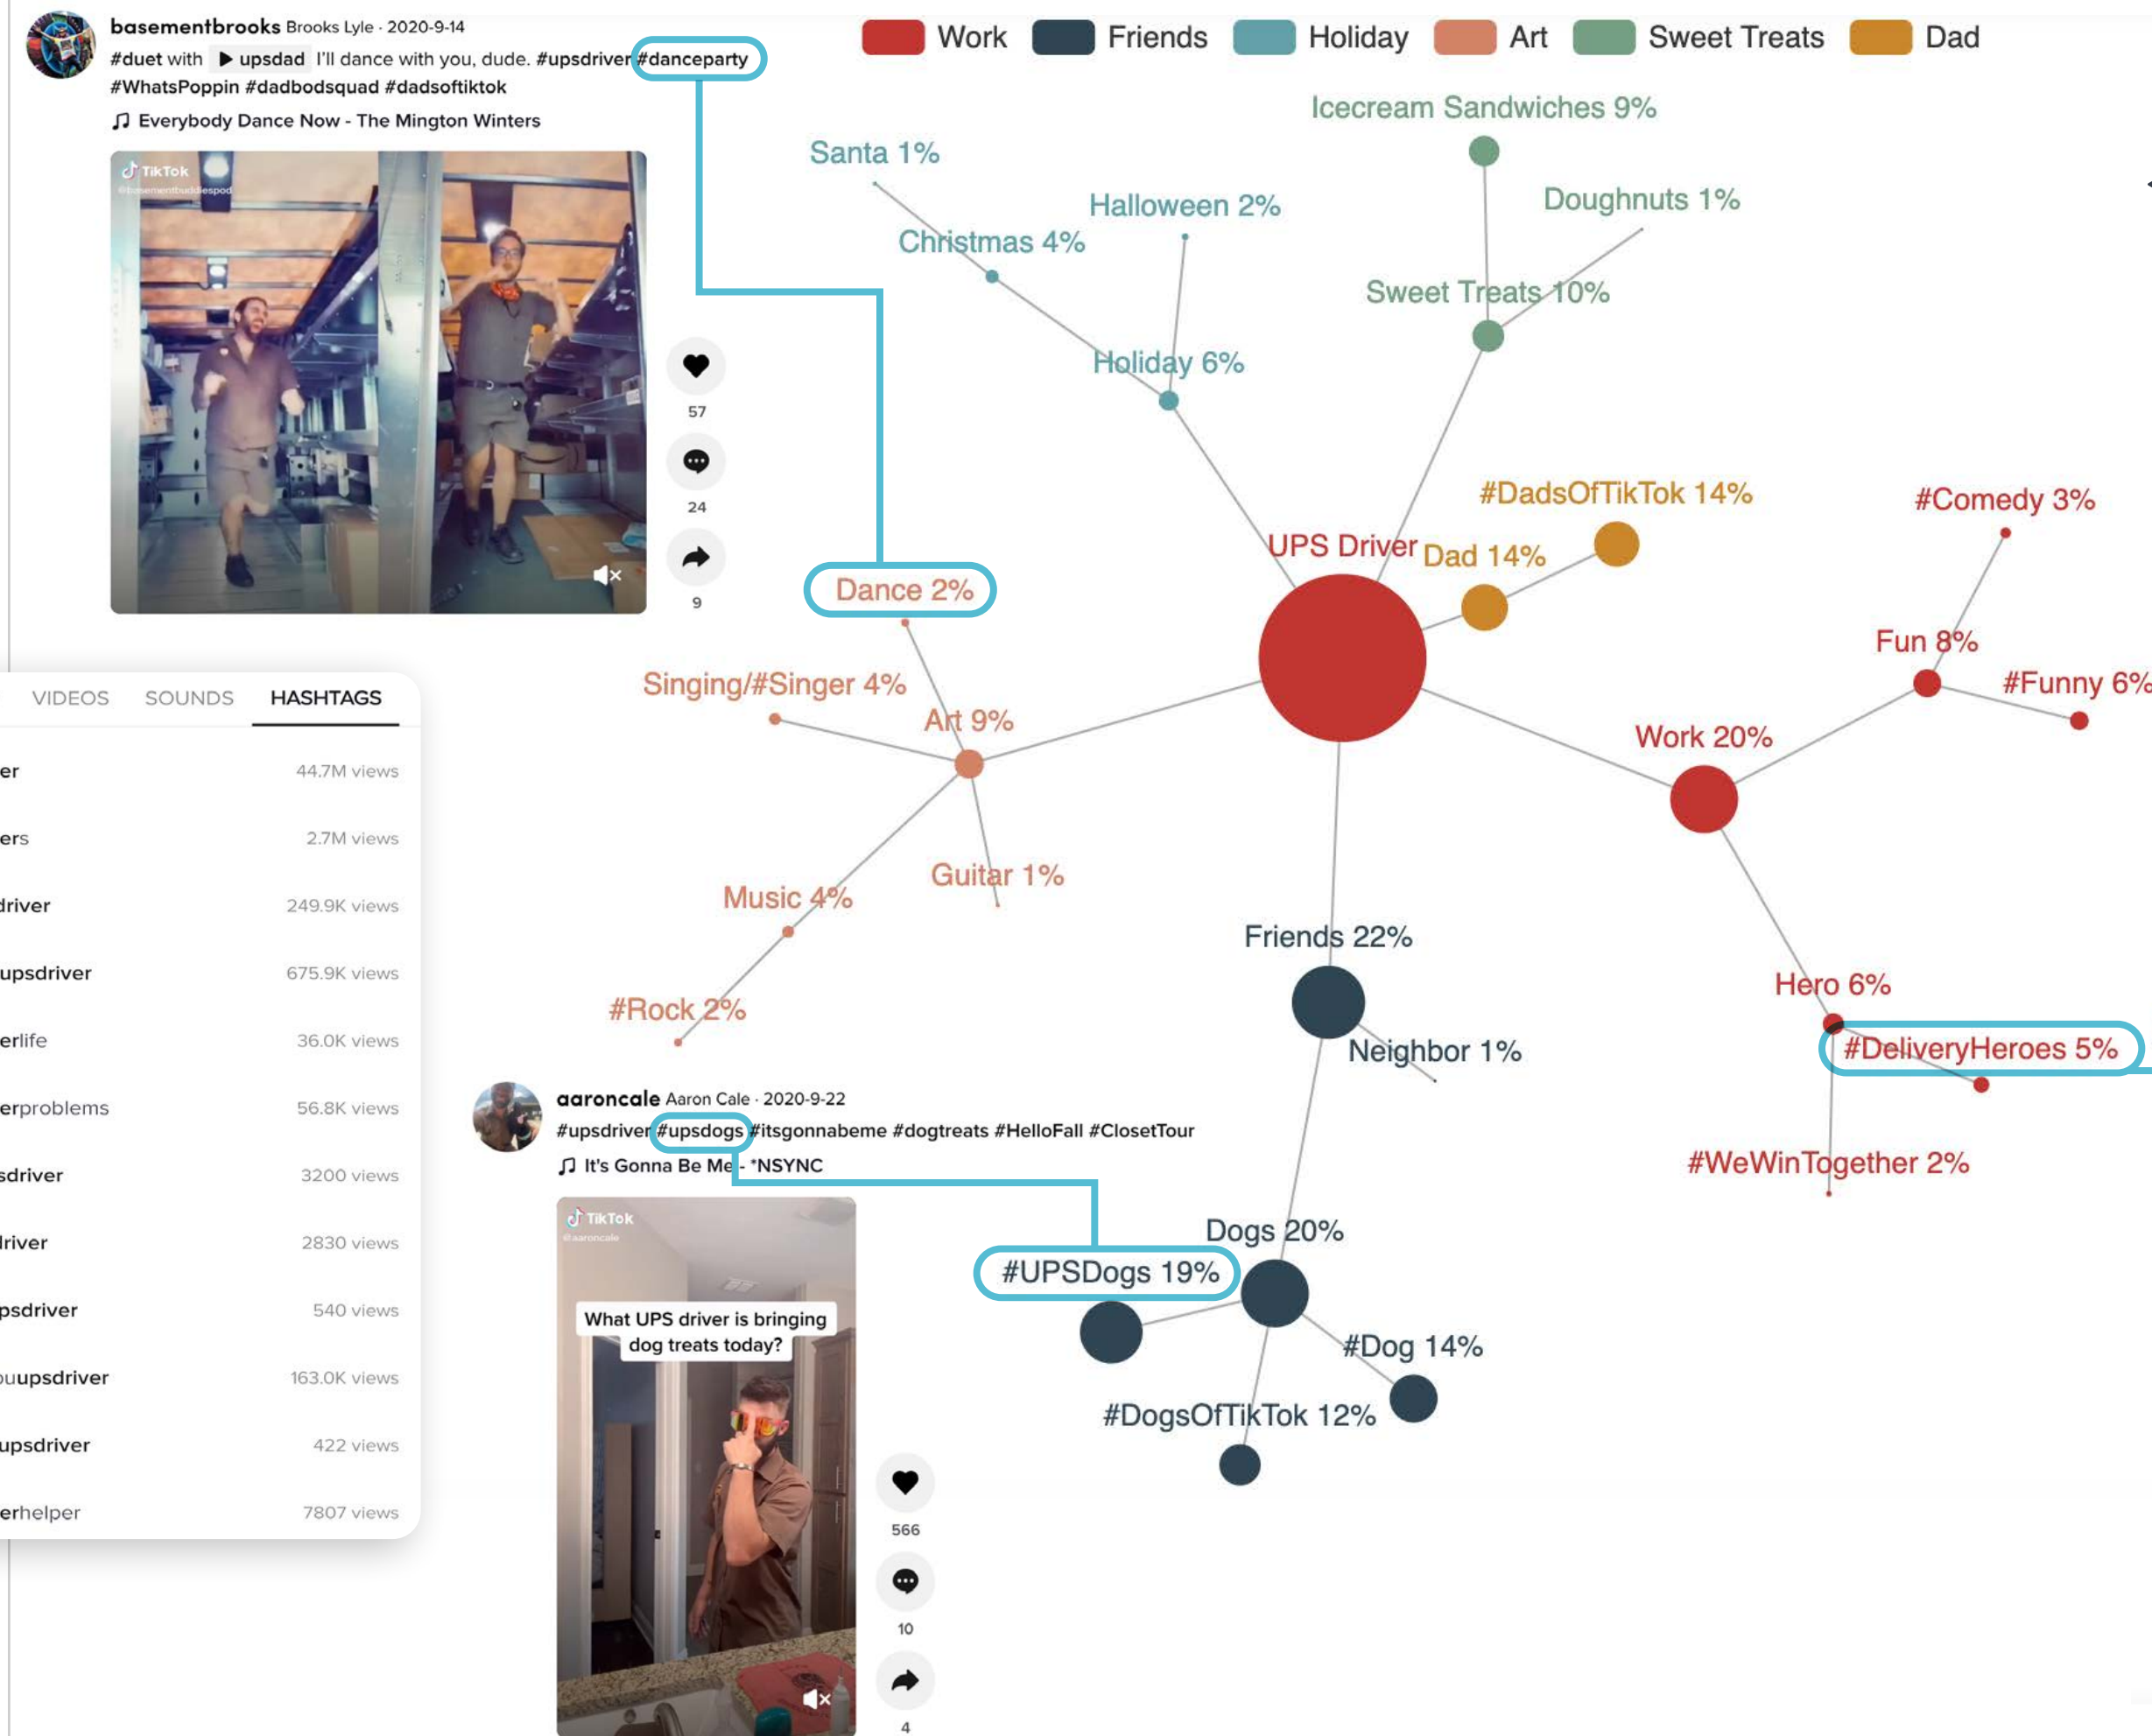 basementbrooks Brooks Lyle · 2020-9-14
#duet with ▶ upsdad I'll dance with you, dude. #upsdriver #danceparty
#WhatsPoppin #dadbodsquad #dadsoftiktok
♫ Everybody Dance Now - The Mington Winters
TikTok
@basementbuddiespod
57
24
9
Work Friends Holiday Art Sweet Treats Dad
Icecream Sandwiches 9%
Santa 1%
Doughnuts 1%
Halloween 2%
Christmas 4%
Sweet Treats 10%
Holiday 6%
#DadsOfTikTok 14%
#Comedy 3%
UPS Driver
Dad 14%
Dance 2%
Fun 8%
#Funny 6%
Singing/#Singer 4%
Art 9%
Work 20%
Guitar 1%
Music 4%
Friends 22%
Hero 6%
#Rock 2%
Neighbor 1%
#DeliveryHeroes 5%
#WeWinTogether 2%
Dogs 20%
#UPSDogs 19%
#Dog 14%
#DogsOfTikTok 12%
VIDEOS SOUNDS HASHTAGS
er 44.7M views
ers 2.7M views
driver 249.9K views
upsdriver 675.9K views
erlife 36.0K views
erproblems 56.8K views
sdriver 3200 views
driver 2830 views
psdriver 540 views
ouupsdriver 163.0K views
upsdriver 422 views
erhelper 7807 views
aaroncale Aaron Cale · 2020-9-22
#upsdriver #upsdogs #itsgonnabeme #dogtreats #HelloFall #ClosetTour
♫ It's Gonna Be Me - *NSYNC
TikTok
@aaroncale
What UPS driver is bringing
dog treats today?
566
10
4